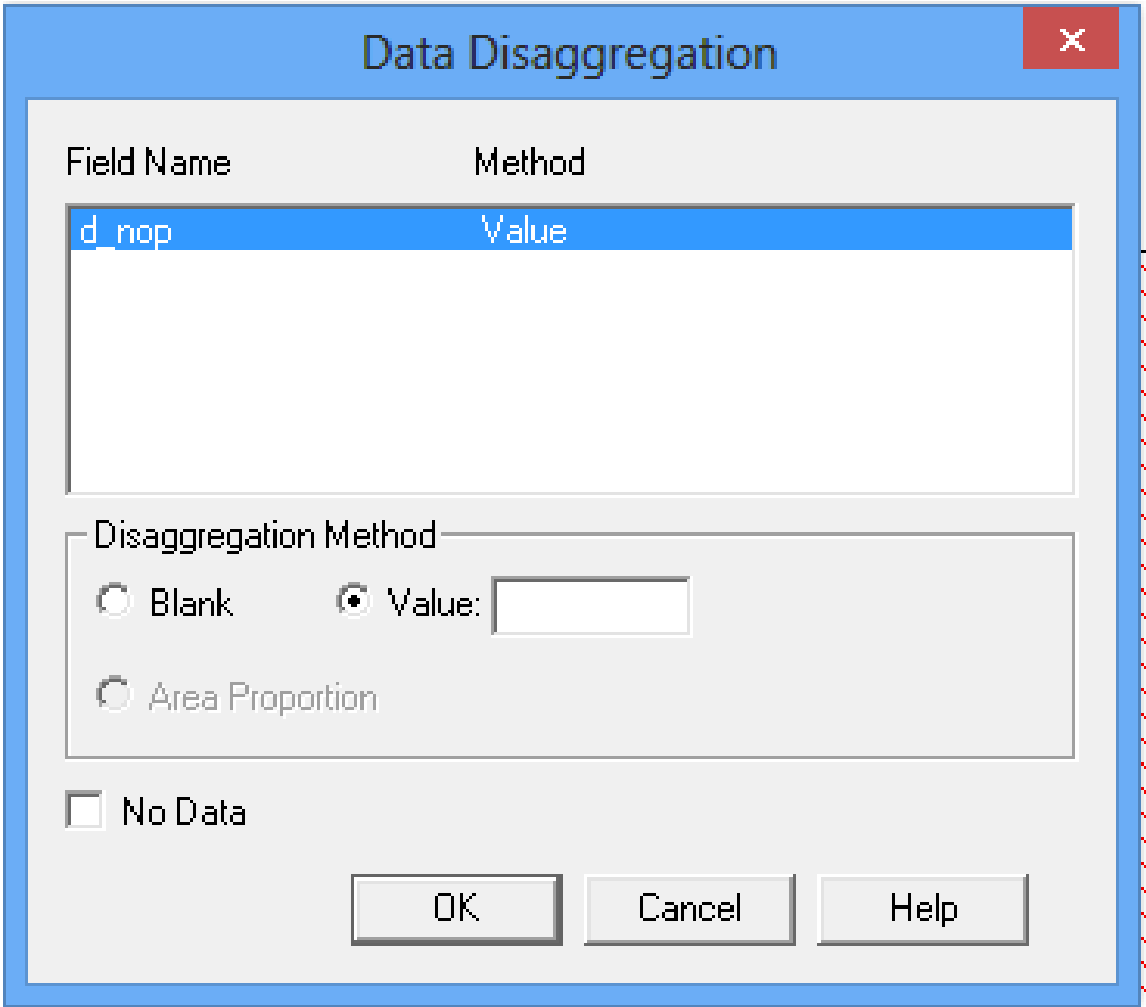 Data Disaggregation
Field Name Method
d_nop Value
Disaggregation Method
Blank Value:
Area Proportion
No Data
OK Cancel Help